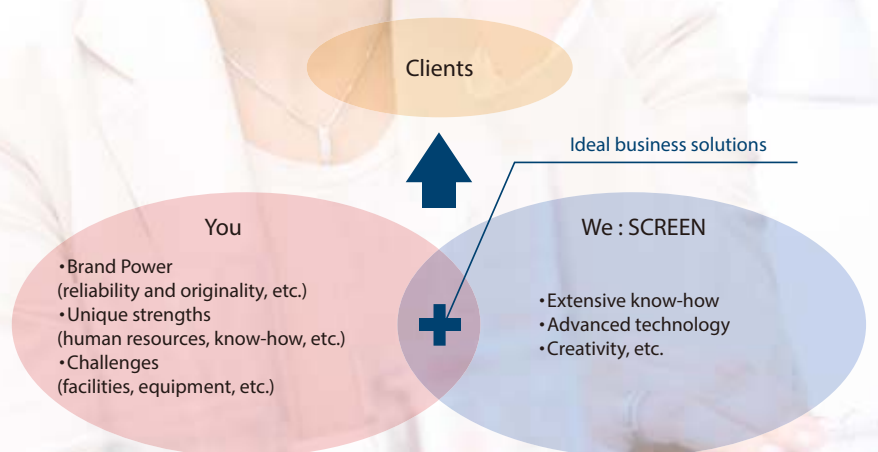 Clients
Ideal business solutions
You
・Brand Power
(reliability and originality, etc.)
・Unique strengths
(human resources, know-how, etc.)
・Challenges
(facilities, equipment, etc.)
We : SCREEN
・Extensive know-how
・Advanced technology
・Creativity, etc.